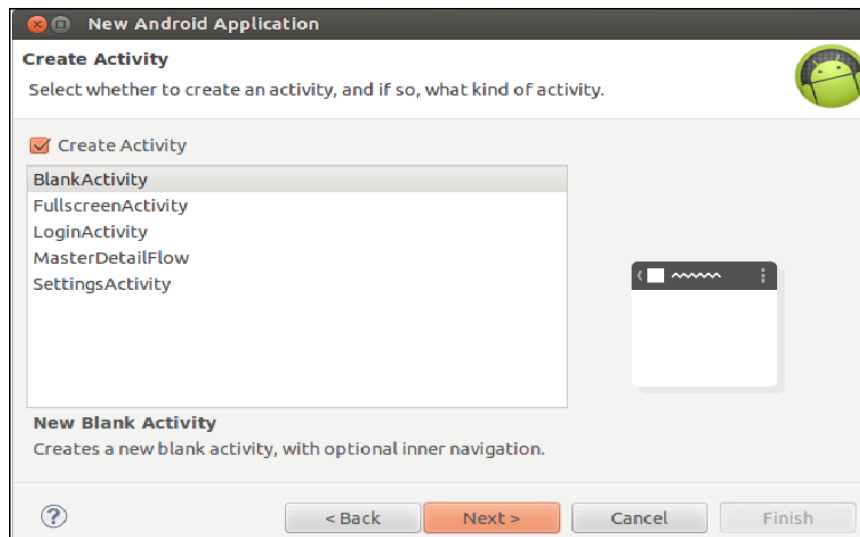 New Android Application
Create Activity
Select whether to create an activity, and if so, what kind of activity.
Create Activity
BlankActivity
FullscreenActivity
LoginActivity
MasterDetailFlow
SettingsActivity
New Blank Activity
Creates a new blank activity, with optional inner navigation.
? < Back Next > Cancel Finish